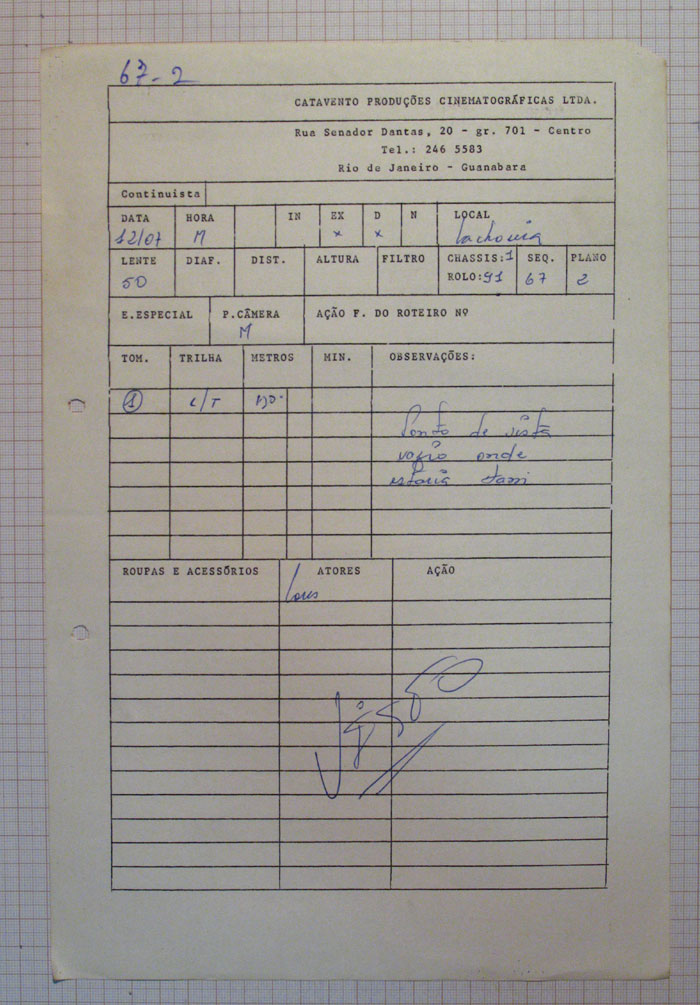 67-2
CATAVENTO PRODUÇÕES CINEMATOGRÁFICAS LTDA.
Rua Senador Dantas, 20 - gr. 701 - Centro
Tel.: 246 5583
Rio de Janeiro - Guanabara
Continuista
DATA HORA IN EX D N LOCAL
12/07 M x x Cachoeira
LENTE DIAF. DIST. ALTURA FILTRO CHASSIS:1 SEQ. PLANO
50 ROLO:91 67 2
E.ESPECIAL P.CÂMERA AÇÃO F. DO ROTEIRO Nº
M
TOM. TRILHA METROS MIN. OBSERVAÇÕES:
1 C/T
Ponto de vista
vazio onde
estaria
ROUPAS E ACESSÓRIOS ATORES AÇÃO